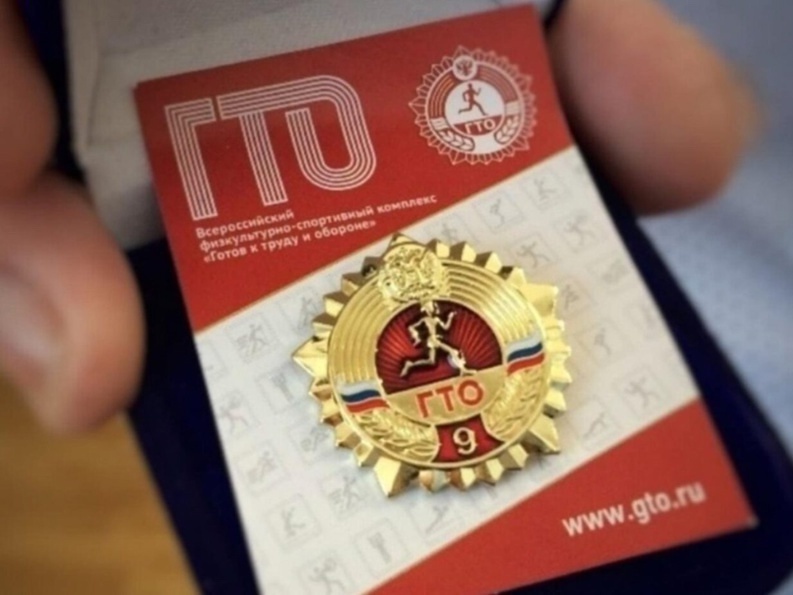 ГТО
ГТО
Всероссийский
физкультурно-спортивный комплекс
«Готов к труду и обороне»
ГТО
9
www.gto.ru